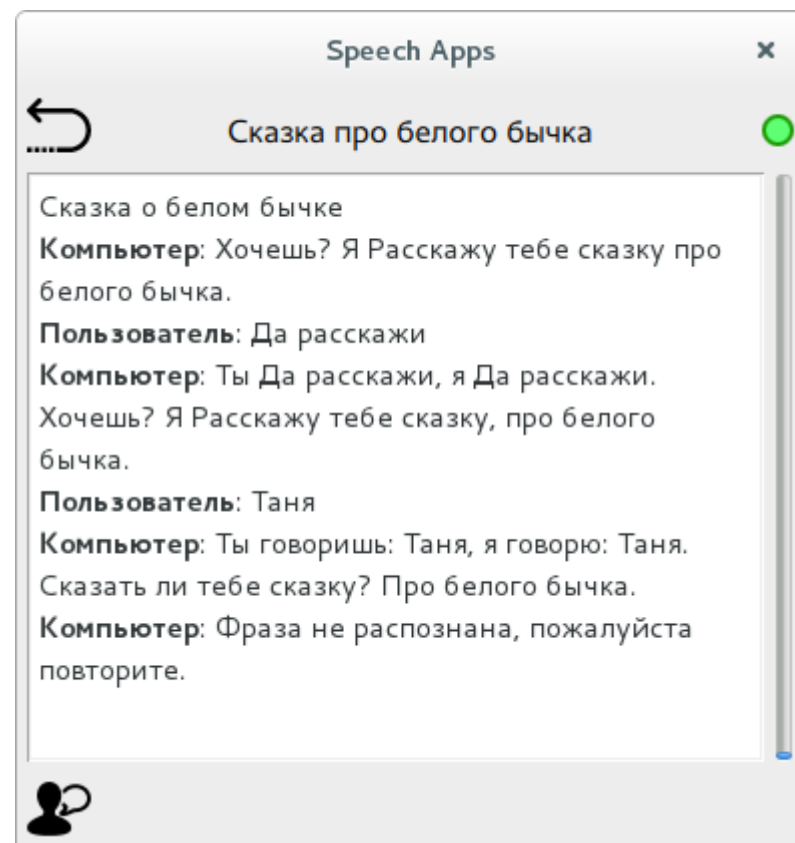 Speech Apps
Сказка про белого бычка
Сказка о белом бычке
Компьютер: Хочешь? Я Расскажу тебе сказку про
белого бычка.
Пользователь: Да расскажи
Компьютер: Ты Да расскажи, я Да расскажи.
Хочешь? Я Расскажу тебе сказку, про белого
бычка.
Пользователь: Таня
Компьютер: Ты говоришь: Таня, я говорю: Таня.
Сказать ли тебе сказку? Про белого бычка.
Компьютер: Фраза не распознана, пожалуйста
повторите.